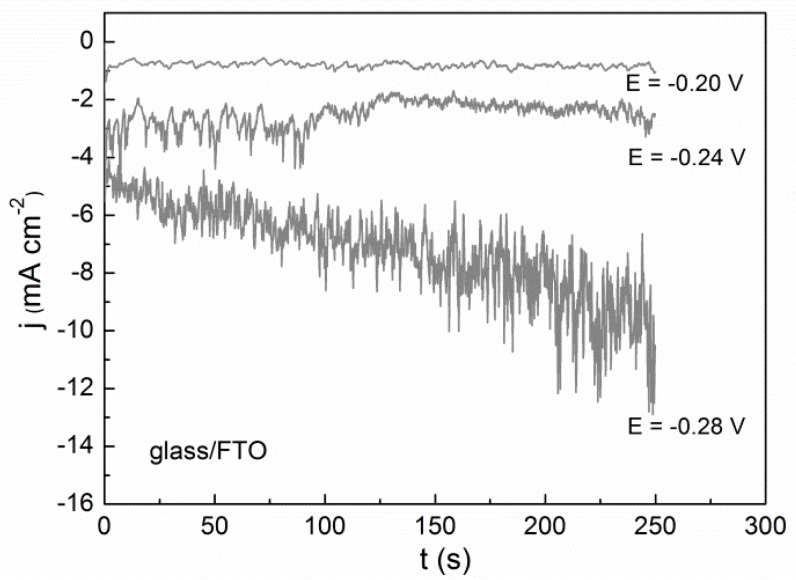 0
-2
-4
-6
-8
-10
-12
-14
-16
j (mA cm-2)
E = -0.20 V
E = -0.24 V
E = -0.28 V
glass/FTO
0 50 100 150 200 250 300
t (s)